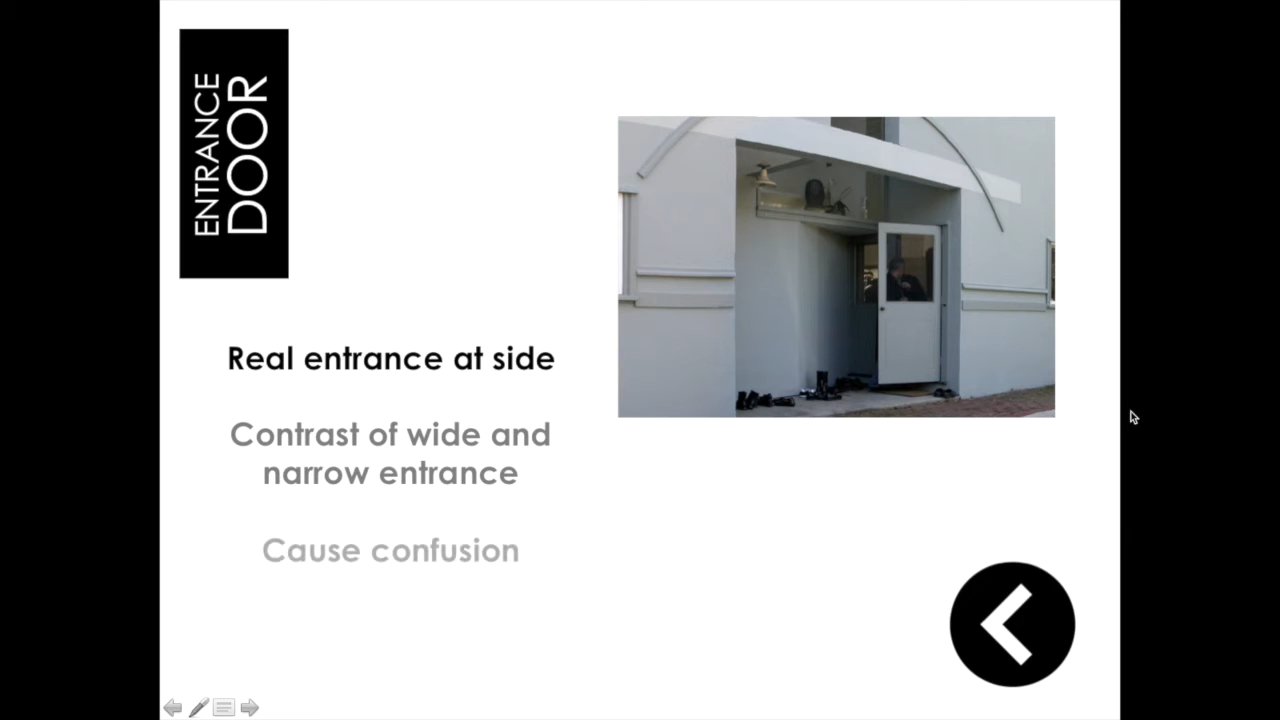 ENTRANCE
DOOR
Real entrance at side
Contrast of wide and
narrow entrance
Cause confusion